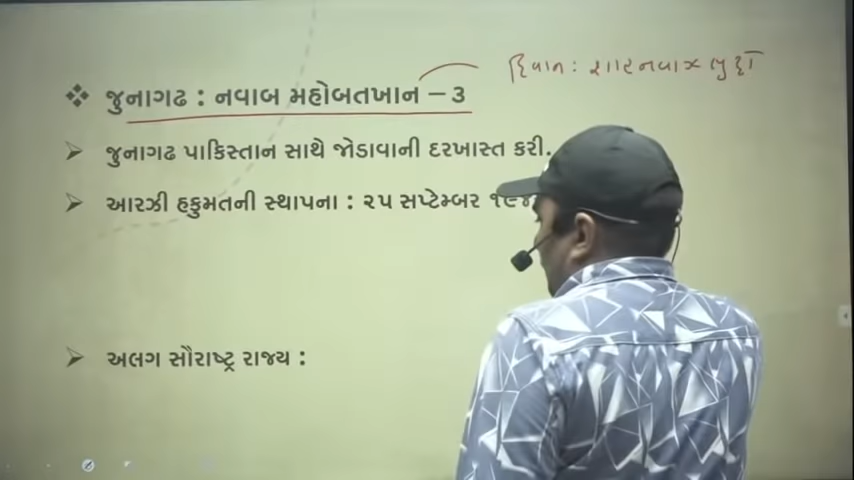 દિવાન : શાહનવાઝ ભુટ્ટો
જુનાગઢ : નવાબ મહોબતખાન – ૩
જુનાગઢ પાકિસ્તાન સાથે જોડાવાની દરખાસ્ત કરી.
આરઝી હકુમતની સ્થાપના : ૨૫ સપ્ટેમ્બર
અલગ સૌરાષ્ટ્ર રાજ્ય :